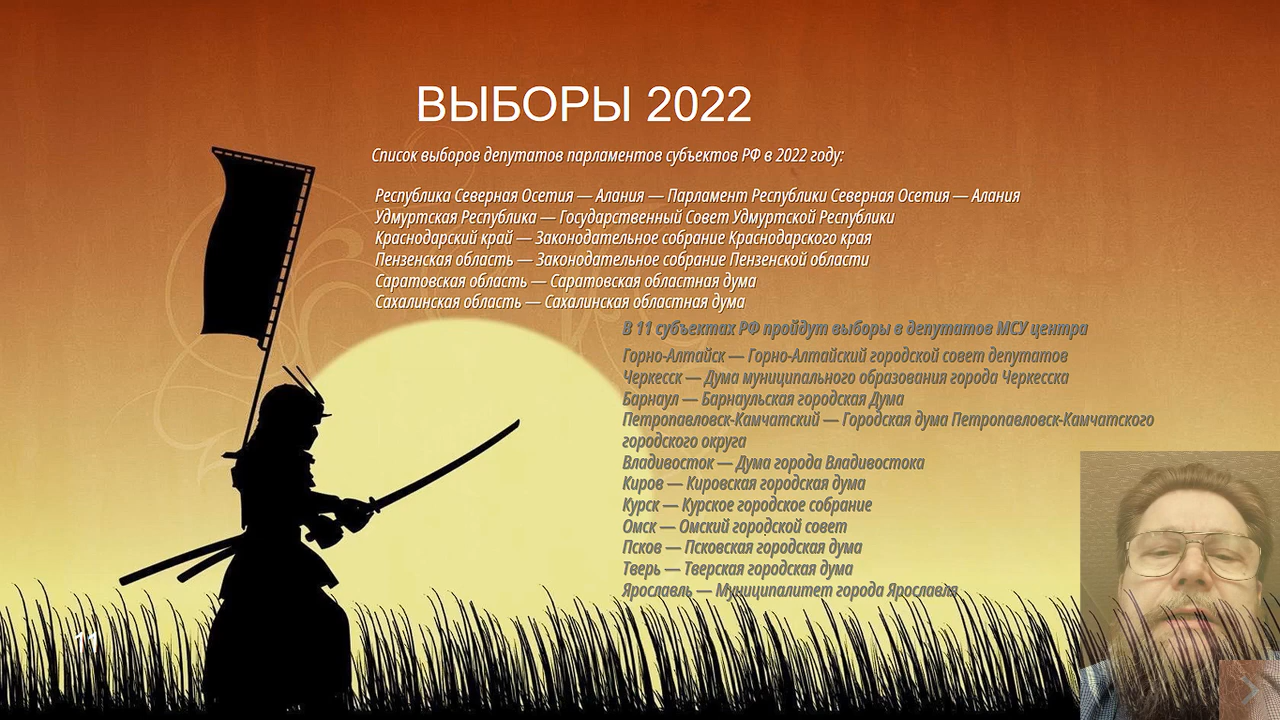 ВЫБОРЫ 2022
Список выборов депутатов парламентов субъектов РФ в 2022 году:
Республика Северная Осетия — Алания — Парламент Республики Северная Осетия — Алания
Удмуртская Республика — Государственный Совет Удмуртской Республики
Краснодарский край — Законодательное собрание Краснодарского края
Пензенская область — Законодательное собрание Пензенской области
Саратовская область — Саратовская областная дума
Сахалинская область — Сахалинская областная дума
В 11 субъектах РФ пройдут выборы в депутатов МСУ центра
Горно-Алтайск — Горно-Алтайский городской совет депутатов
Черкесск — Дума муниципального образования города Черкесска
Барнаул — Барнаульская городская Дума
Петропавловск-Камчатский — Городская дума Петропавловск-Камчатского
городского округа
Владивосток — Дума города Владивостока
Киров — Кировская городская дума
Курск — Курское городское собрание
Омск — Омский городской совет
Псков — Псковская городская дума
Тверь — Тверская городская дума
Ярославль — Муниципалитет города Ярославля
11